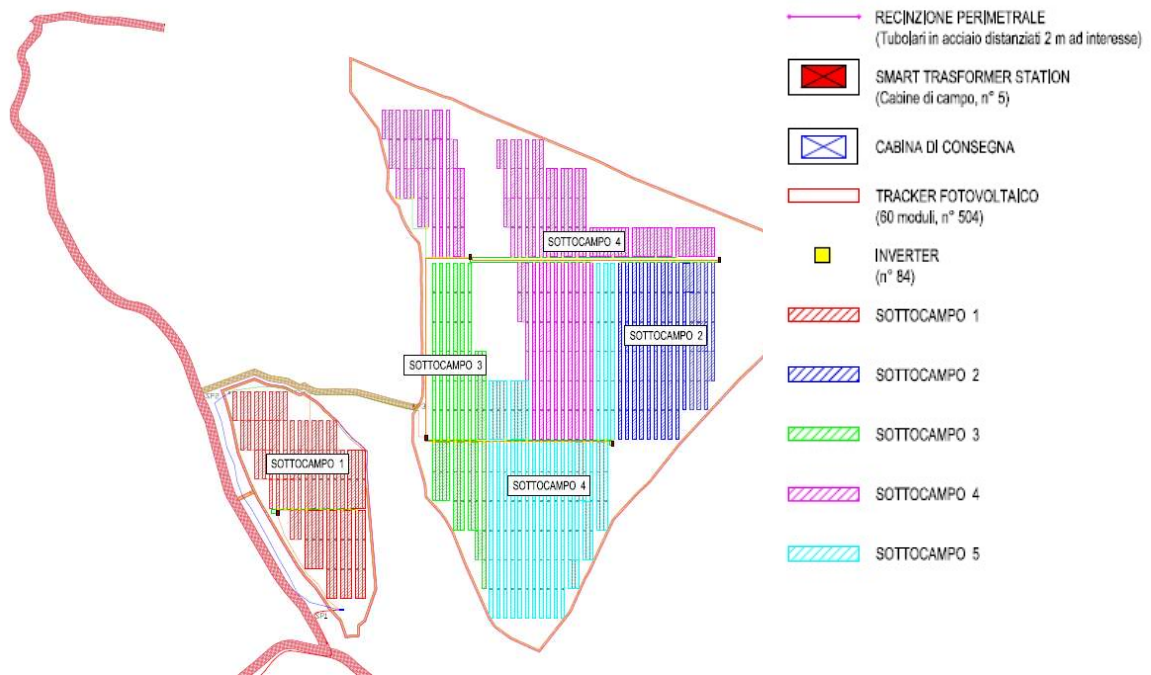 SOTTOCAMPO 4
SOTTOCAMPO 2
SOTTOCAMPO 3
SOTTOCAMPO 1
SOTTOCAMPO 4
SP1
RECINZIONE PERIMETRALE
(Tubolari in acciaio distanziati 2 m ad interesse)
SMART TRASFORMER STATION
(Cabine di campo, n° 5)
CABINA DI CONSEGNA
TRACKER FOTOVOLTAICO
(60 moduli, n° 504)
INVERTER
(n° 84)
SOTTOCAMPO 1
SOTTOCAMPO 2
SOTTOCAMPO 3
SOTTOCAMPO 4
SOTTOCAMPO 5